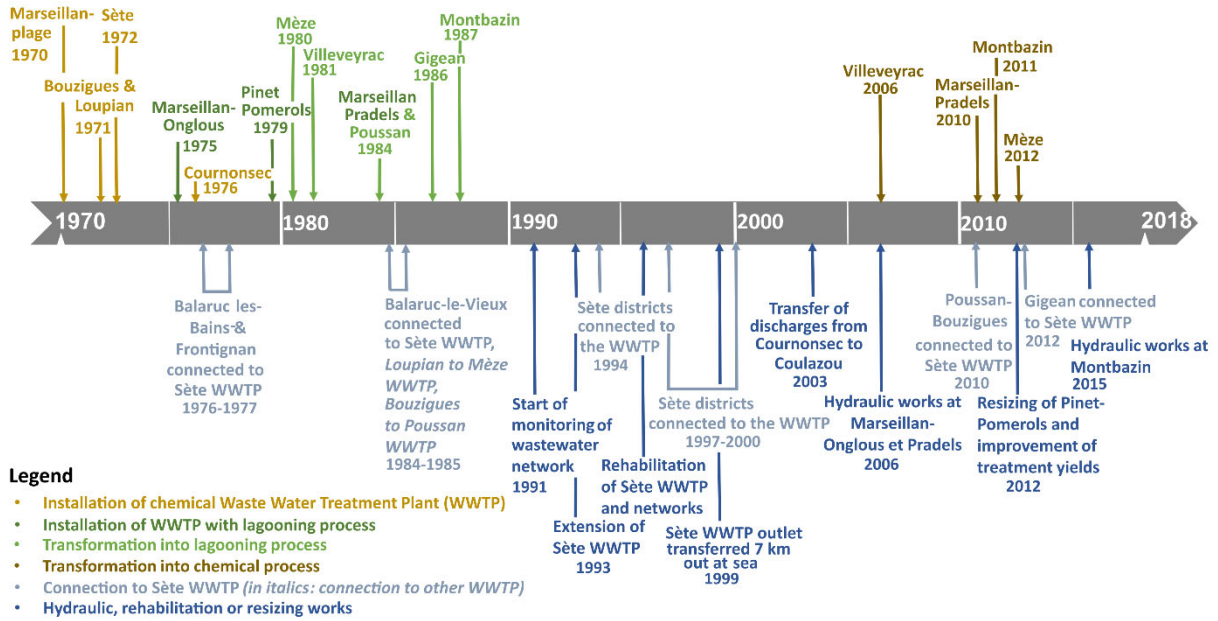 Marseillan-
plage
1970
Sète
1972
Bouzigues &
Loupian
1971
Marseillan-
Onglous
1975
Cournonsec
1976
Pinet
Pomerols
1979
Mèze
1980
Villeveyrac
1981
Marseillan
Pradels &
Poussan
1984
Gigean
1986
Montbazin
1987
Villeveyrac
2006
Marseillan-
Pradels
2010
Montbazin
2011
Mèze
2012
1970
1980
1990
2000
2010
2018
Balaruc les-
Bains-&
Frontignan
connected to
Sète WWTP
1976-1977
Balaruc-le-Vieux
connected
to Sète WWTP,
Loupian to Mèze
WWTP,
Bouzigues
to Poussan
WWTP
1984-1985
Start of
monitoring of
wastewater
network
1991
Extension of
Sète WWTP
1993
Sète districts
connected to
the WWTP
1994
Rehabilitation
of Sète WWTP
and networks
Sète districts
connected to the WWTP
1997-2000
Sète WWTP outlet
transferred 7 km
out at sea
1999
Transfer of
discharges from
Cournonsec to
Coulazou
2003
Hydraulic works at
Marseillan-
Onglous et Pradels
2006
Poussan-
Bouzigues
connected to
Sète WWTP
2010
Resizing of Pinet-
Pomerols and
improvement of
treatment yields
2012
Gigean connected
to Sète WWTP
2012
Hydraulic works at
Montbazin
2015
Legend
• Installation of chemical Waste Water Treatment Plant (WWTP)
• Installation of WWTP with lagooning process
• Transformation into lagooning process
• Transformation into chemical process
• Connection to Sète WWTP (in italics: connection to other WWTP)
• Hydraulic, rehabilitation or resizing works